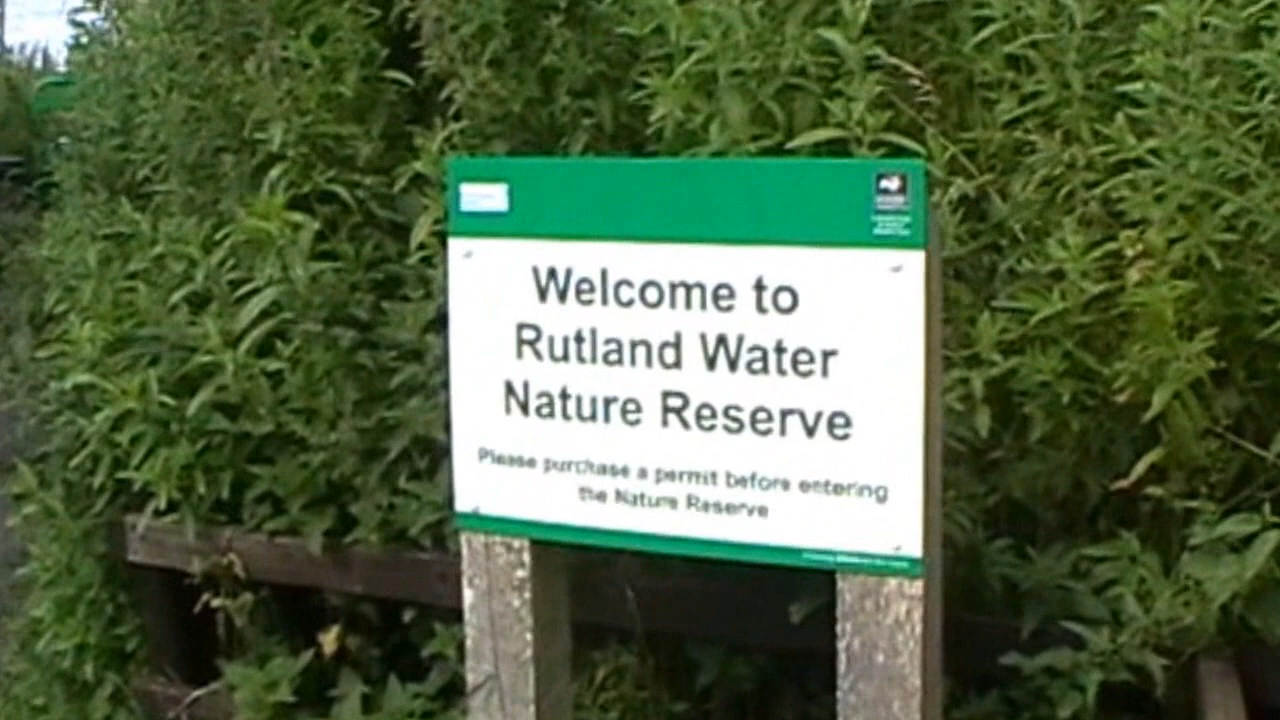 Welcome to
Rutland Water
Nature Reserve
Please purchase a permit before entering
the Nature Reserve